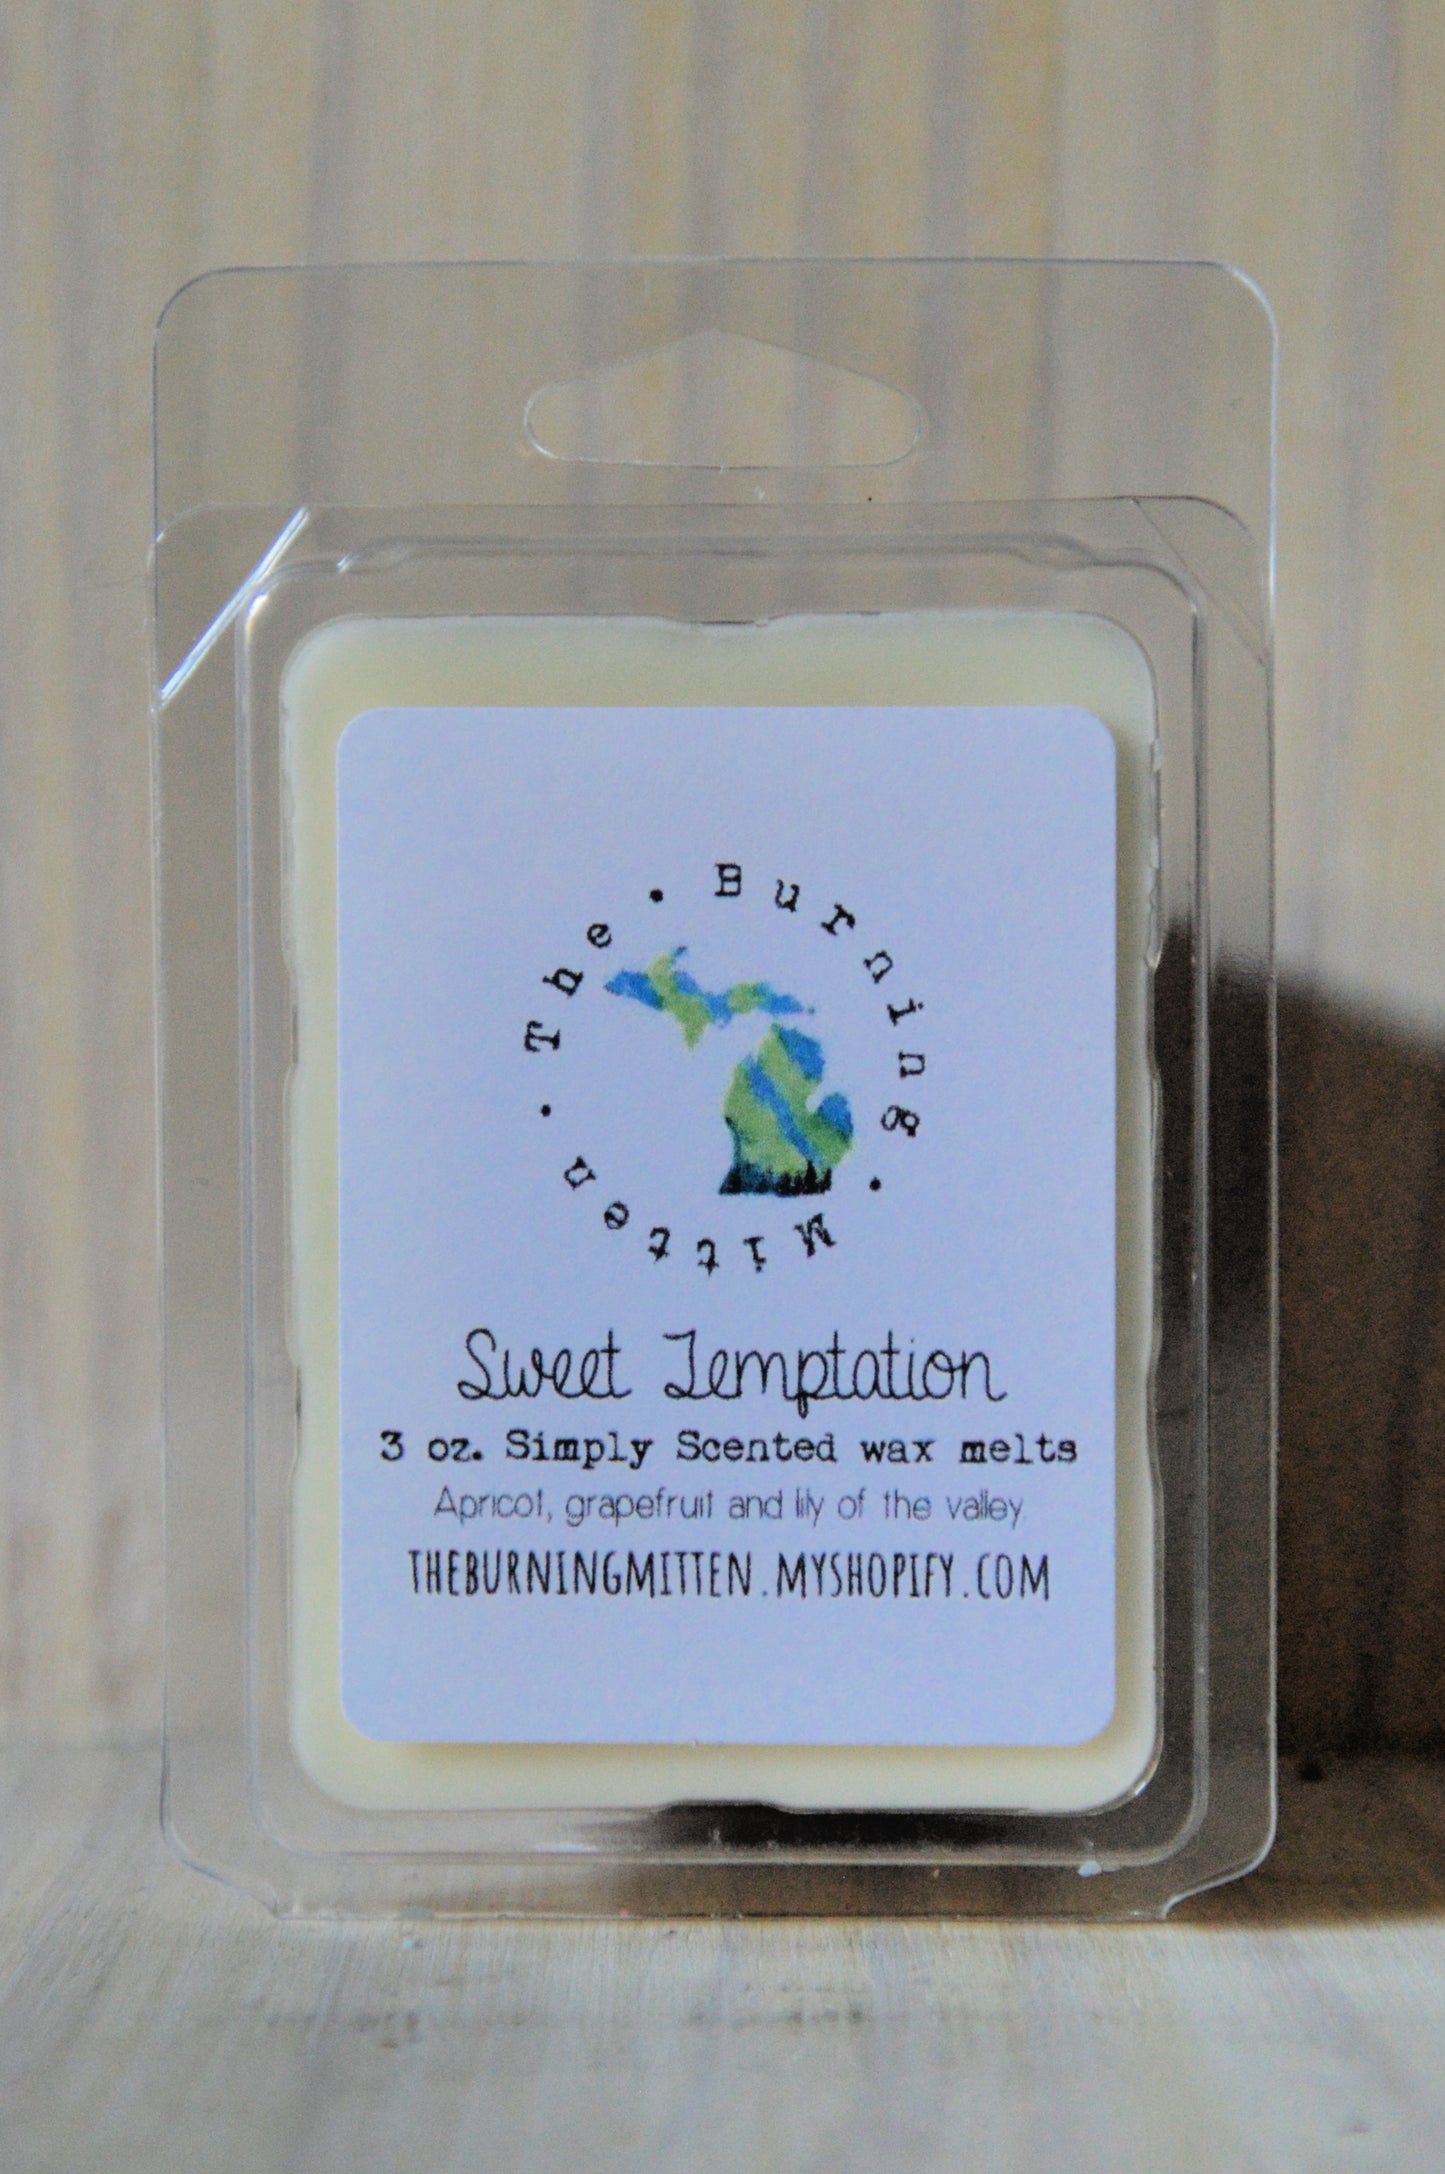 The . Burning . Mitten .
Sweet Temptation
3 oz. Simply Scented wax melts
Apricot, grapefruit and lily of the valley
THEBURNINGMITTEN.MYSHOPIFY.COM